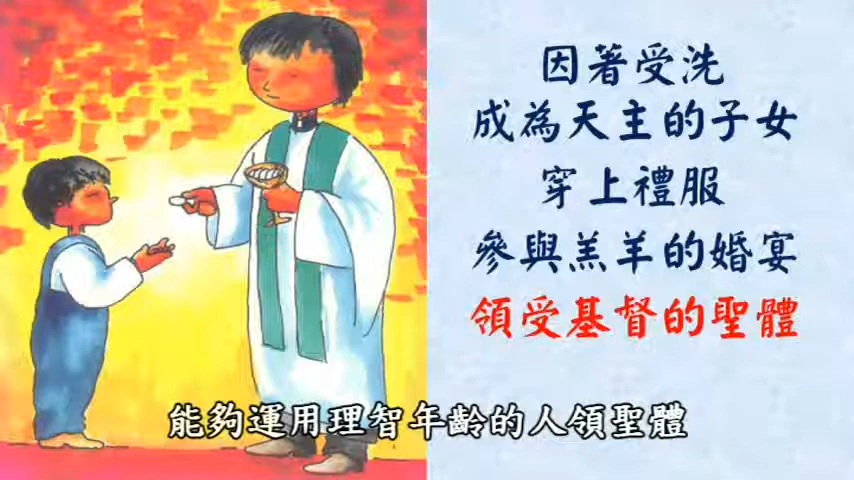 因著受洗
成為天主的子女
穿上禮服
參與羔羊的婚宴
領受基督的聖體
能夠運用理智年齡的人領聖體